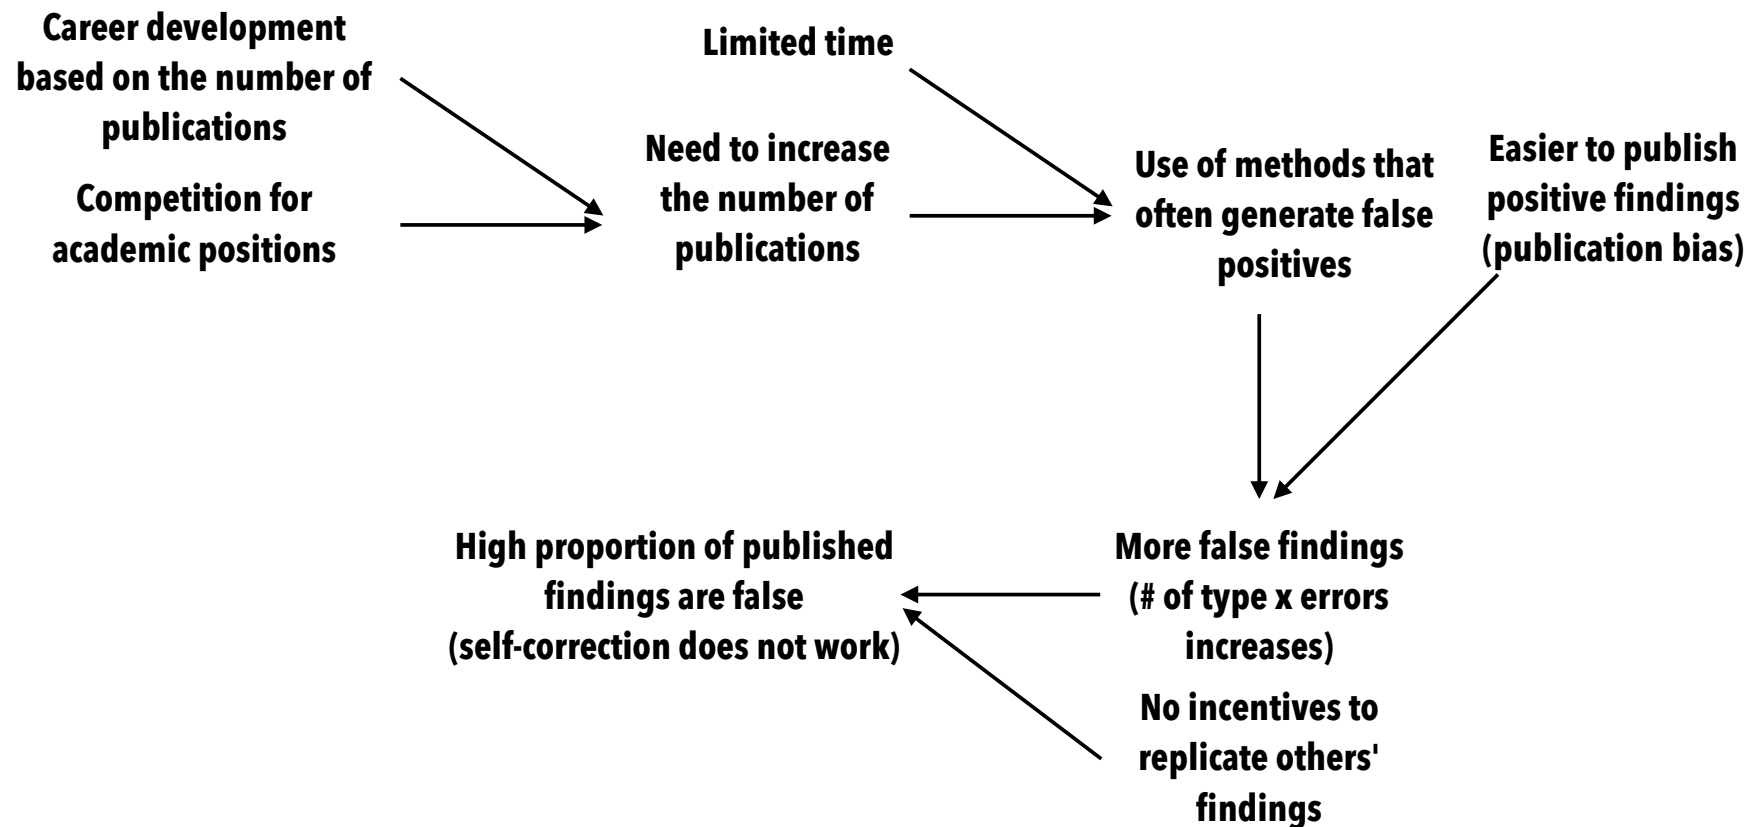 Career development
based on the number of
publications
Competition for
academic positions
Limited time
Need to increase
the number of
publications
Use of methods that
often generate false
positives
Easier to publish
positive findings
(publication bias)
More false findings
(# of type x errors
increases)
No incentives to
replicate others'
findings
High proportion of published
findings are false
(self-correction does not work)